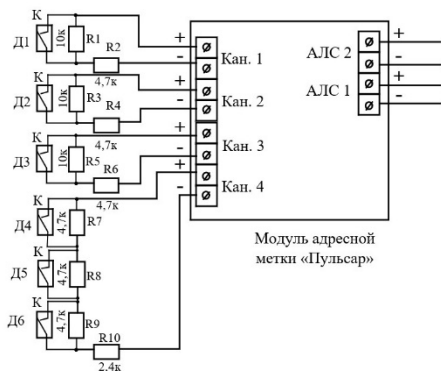 К
Д1
10к
R1
R2
4,7к
+
-
Кан. 1
К
Д2
10к
R3
R4
4,7к
+
-
Кан. 2
К
Д3
10к
R5
R6
4,7к
+
-
Кан. 3
К
Д4
4,7к
R7
+
-
Кан. 4
К
Д5
4,7к
R8
К
Д6
4,7к
R9
R10
2,4к
АЛС 2
+
-
АЛС 1
+
-
Модуль адресной
метки «Пульсар»